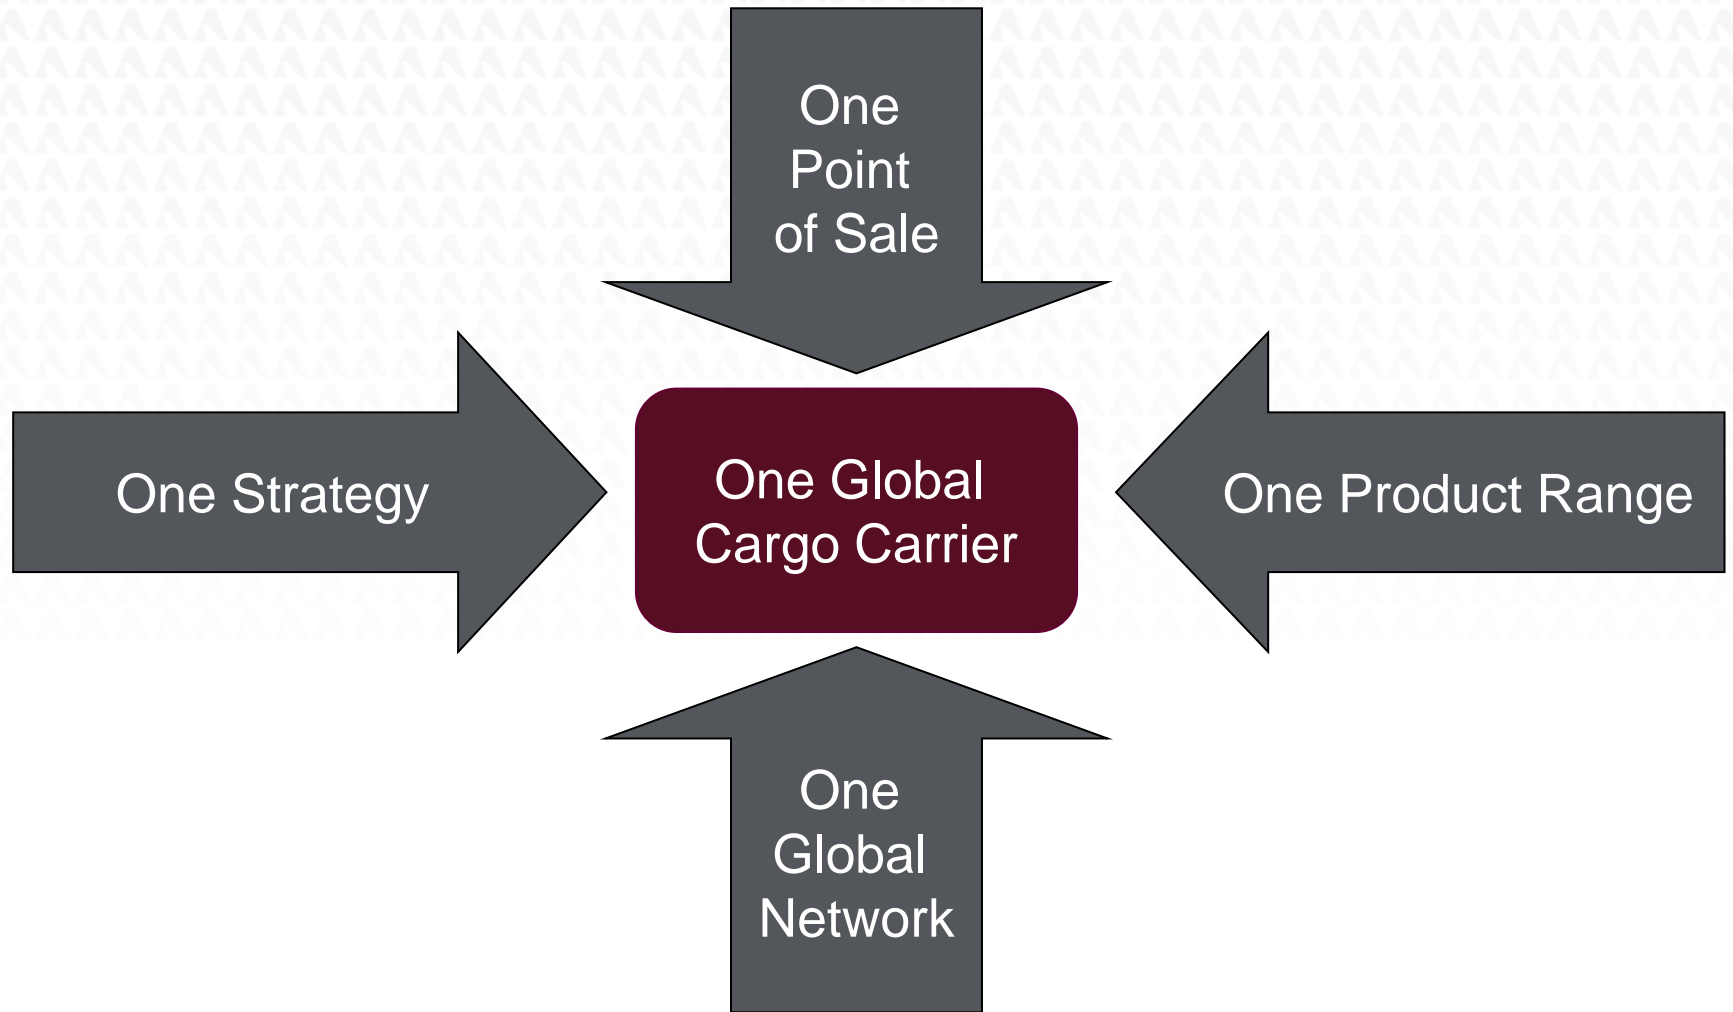 One
Point
of Sale
One Strategy
One Global
Cargo Carrier
One Product Range
One
Global
Network